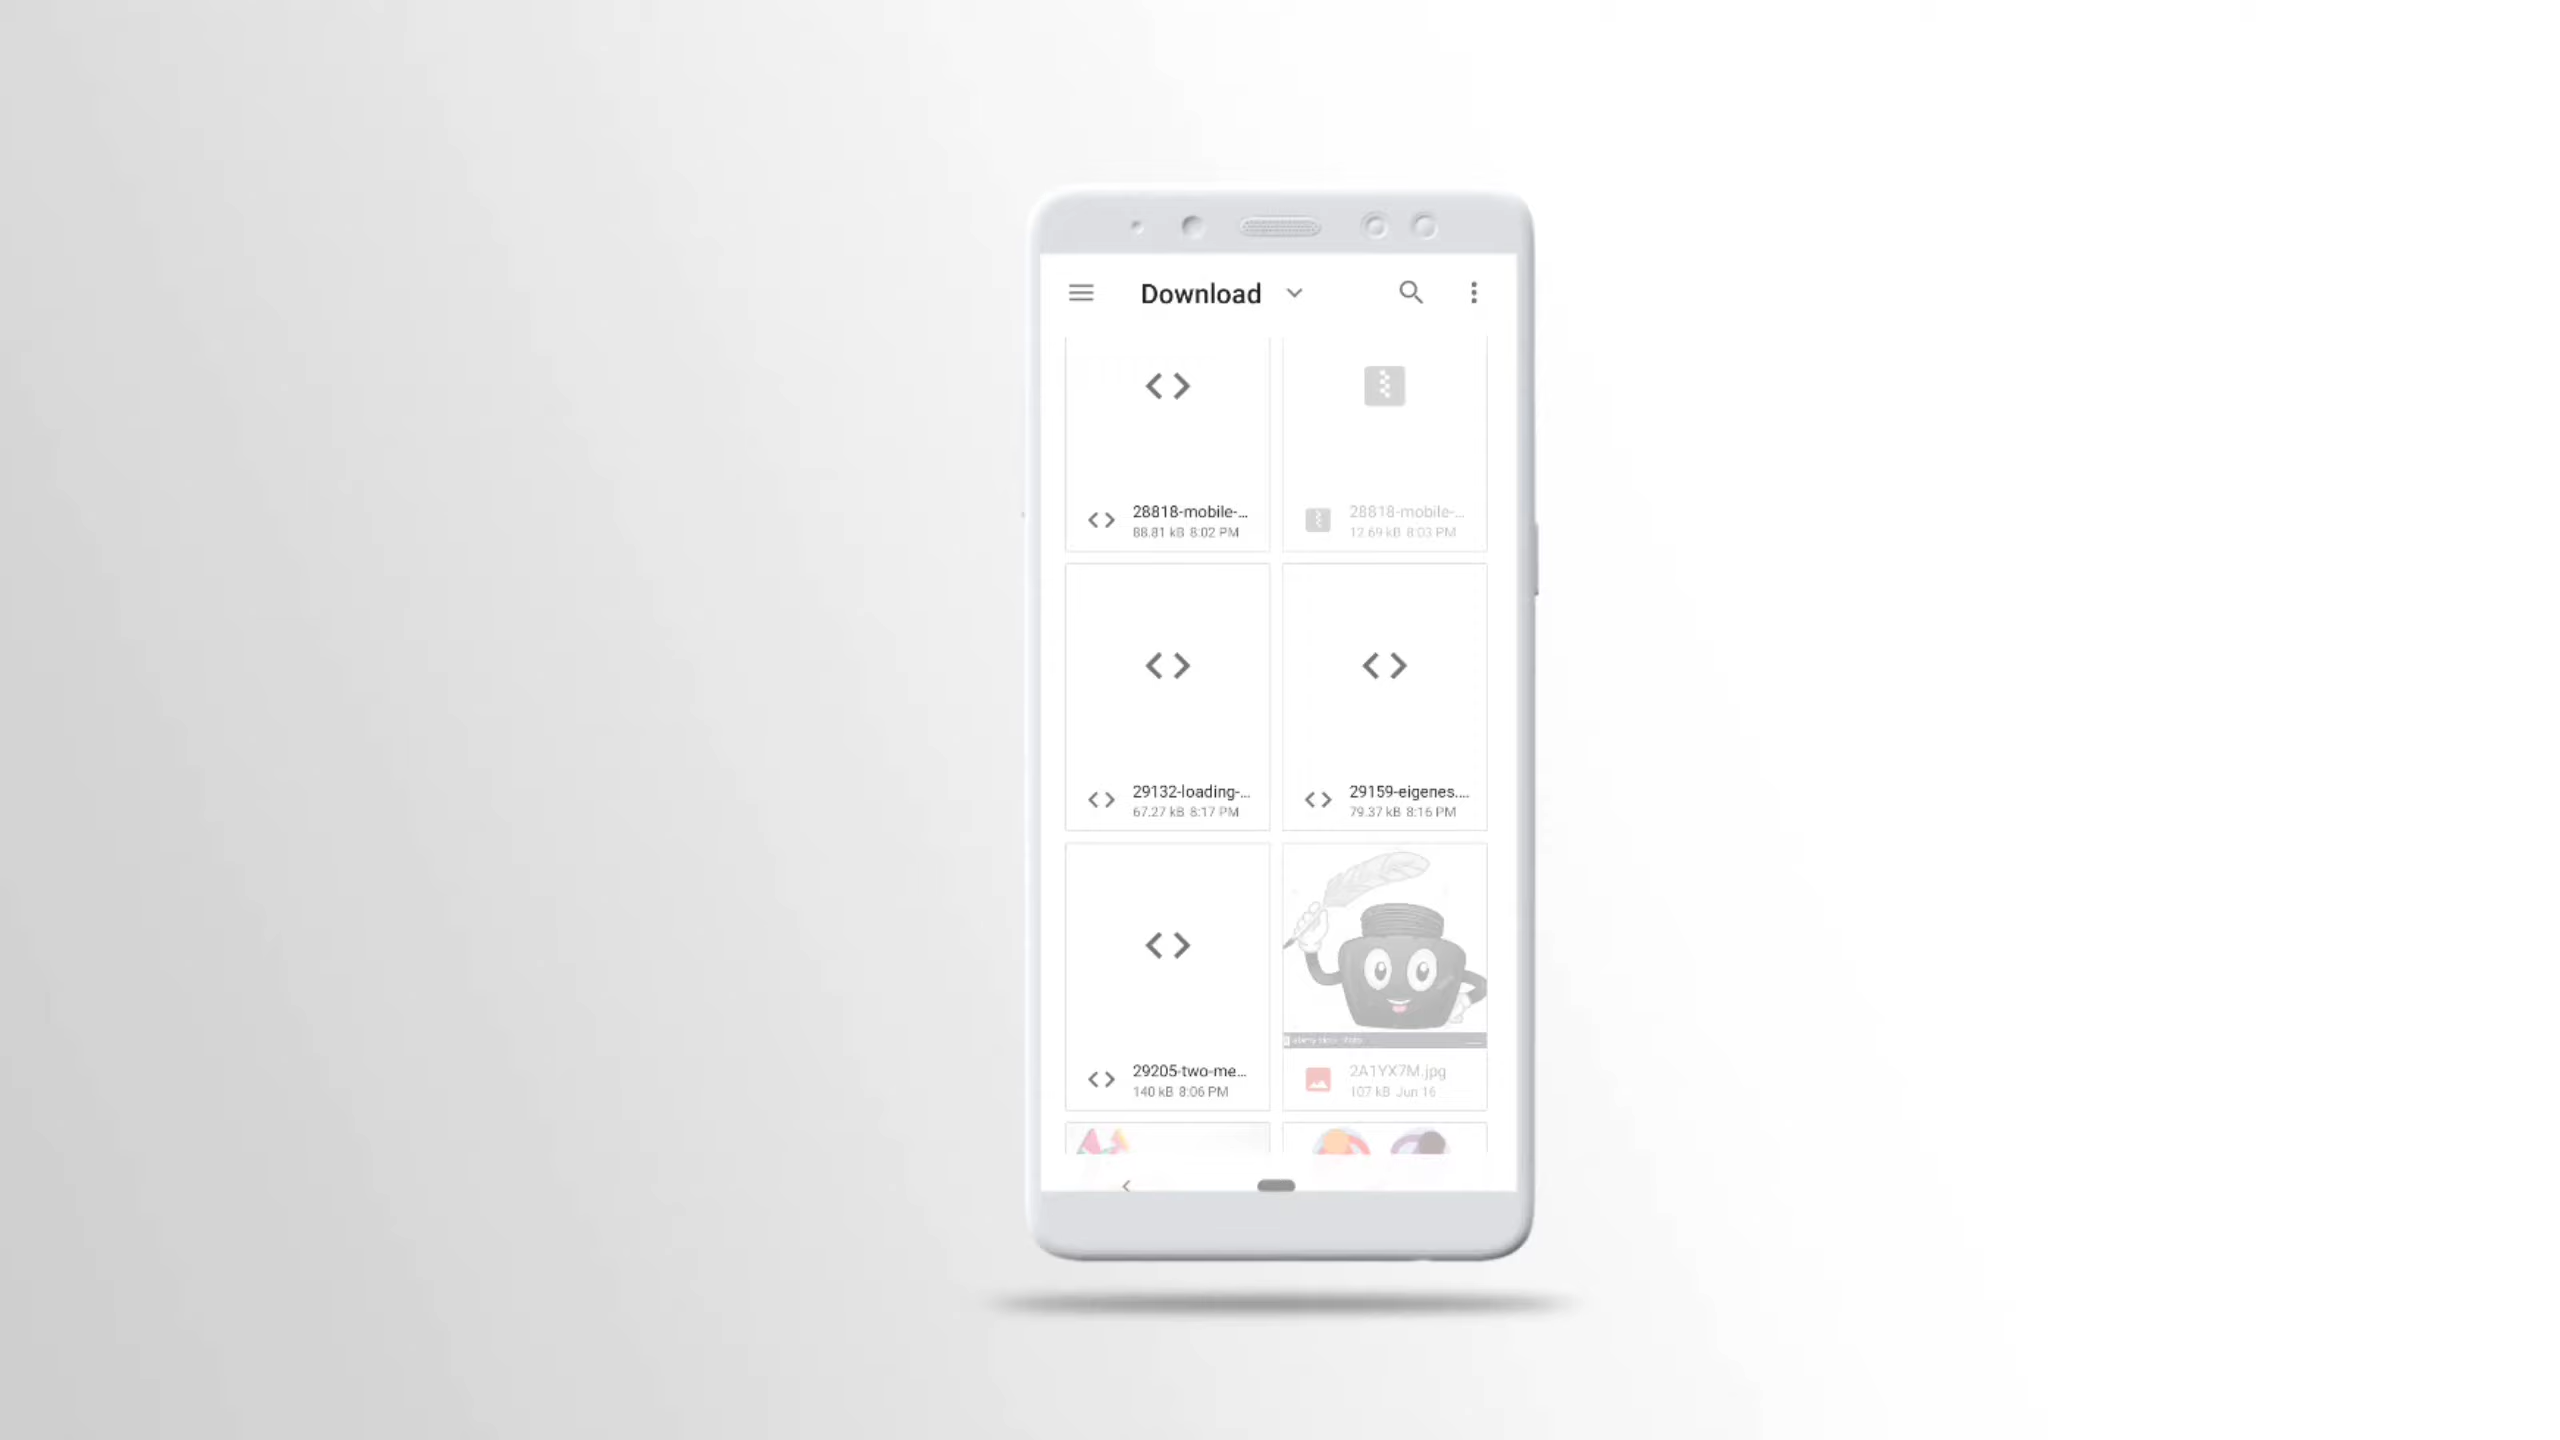 Download
28818-mobile-...
88.81 kB 8:02 PM
28818-mobile-...
12.69 kB 8:03 PM
29132-loading-...
67.27 kB 8:17 PM
29159-eigenes....
79.37 kB 8:16 PM
29205-two-me...
140 kB 8:06 PM
2A1YX7M.jpg
107 kB Jun 16